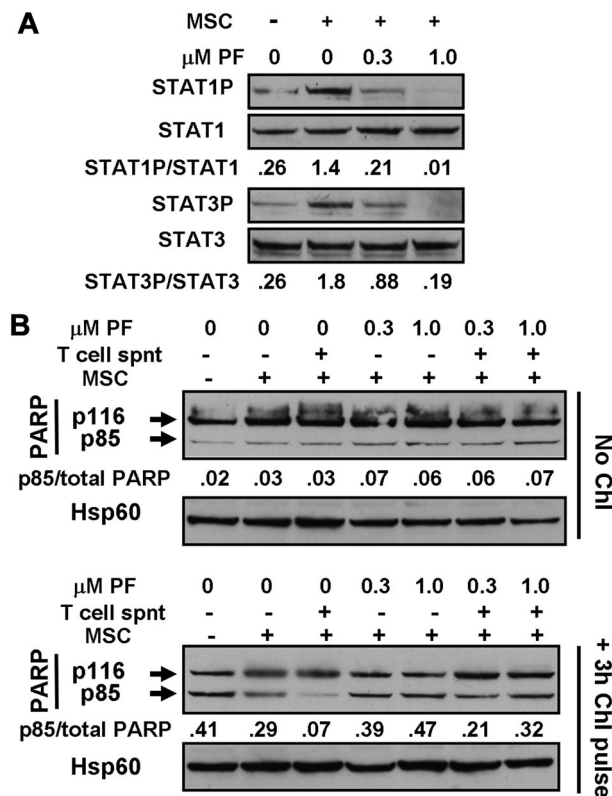 A
MSC - + + +
μM PF 0 0 0.3 1.0
STAT1P
STAT1
STAT1P/STAT1 .26 1.4 .21 .01
STAT3P
STAT3
STAT3P/STAT3 .26 1.8 .88 .19
B
μM PF 0 0 0 0.3 1.0 0.3 1.0
T cell spnt - - + - - + +
MSC - + + + + + +
PARP
p116
p85
p85/total PARP .02 .03 .03 .07 .06 .06 .07
Hsp60
No Chl
μM PF 0 0 0 0.3 1.0 0.3 1.0
T cell spnt - - + - - + +
MSC - + + + + + +
PARP
p116
p85
p85/total PARP .41 .29 .07 .39 .47 .21 .32
Hsp60
+ 3h Chl pulse